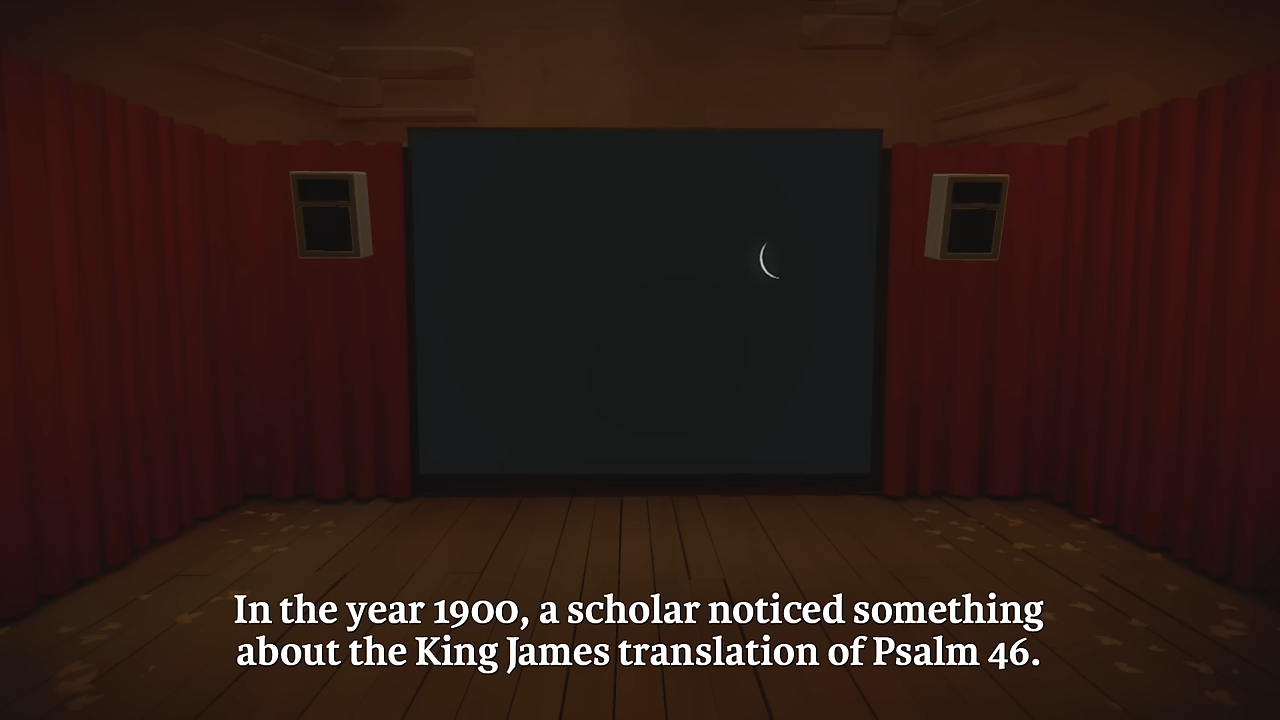 In the year 1900, a scholar noticed something
about the King James translation of Psalm 46.